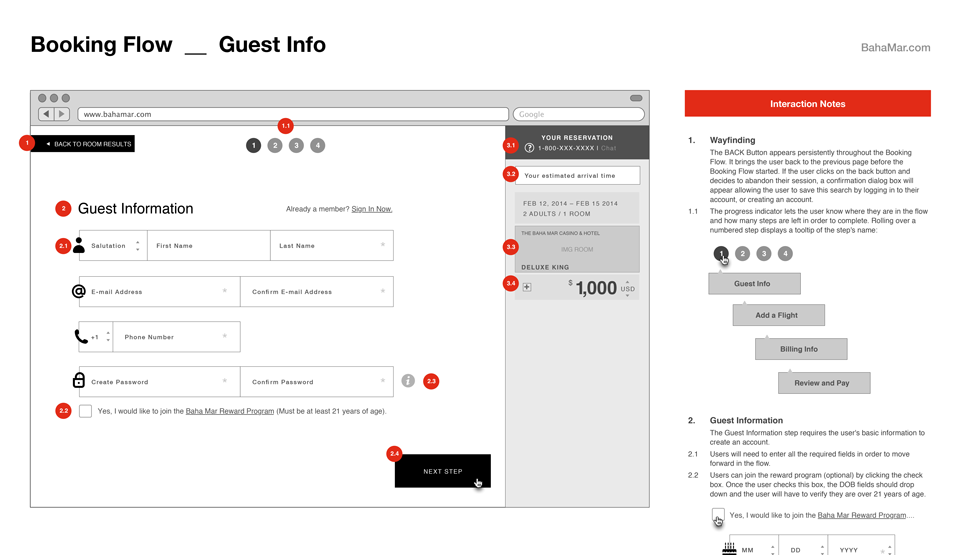 Booking Flow __ Guest Info
BahaMar.com
www.bahamar.com
Google
1
◄ BACK TO ROOM RESULTS
1.1
1 2 3 4
2
Guest Information
Already a member? Sign In Now.
2.1
Salutation
First Name
Last Name *
@
E-mail Address *
Confirm E-mail Address *
+1
Phone Number *
Create Password *
Confirm Password *
i
2.3
2.2
Yes, I would like to join the Baha Mar Reward Program (Must be at least 21 years of age).
2.4
NEXT STEP
YOUR RESERVATION
3.1
? 1-800-XXX-XXXX I Chat
3.2
Your estimated arrival time
FEB 12, 2014 – FEB 15 2014
2 ADULTS / 1 ROOM
THE BAHA MAR CASINO & HOTEL
3.3
IMG ROOM
DELUXE KING
3.4
+
$ 1,000 USD
Interaction Notes
1. Wayfinding
The BACK Button appears persistently throughout the Booking
Flow. It brings the user back to the previous page before the
Booking Flow started. If the user clicks on the back button and
decides to abandon their session, a confirmation dialog box will
appear allowing the user to save this search by logging in to their
account, or creating an account.
1.1 The progress indicator lets the user know where they are in the flow
and how many steps are left in order to complete. Rolling over a
numbered step displays a tooltip of the step's name:
1 2 3 4
Guest Info
Add a Flight
Billing Info
Review and Pay
2. Guest Information
The Guest Information step requires the user's basic information to
create an account.
2.1 Users will need to enter all the required fields in order to move
forward in the flow.
2.2 Users can join the reward program (optional) by clicking the check
box. Once the user checks this box, the DOB fields should drop
down and the user will have to verify they are over 21 years of age.
Yes, I would like to join the Baha Mar Reward Program....
MM
DD
YYYY *